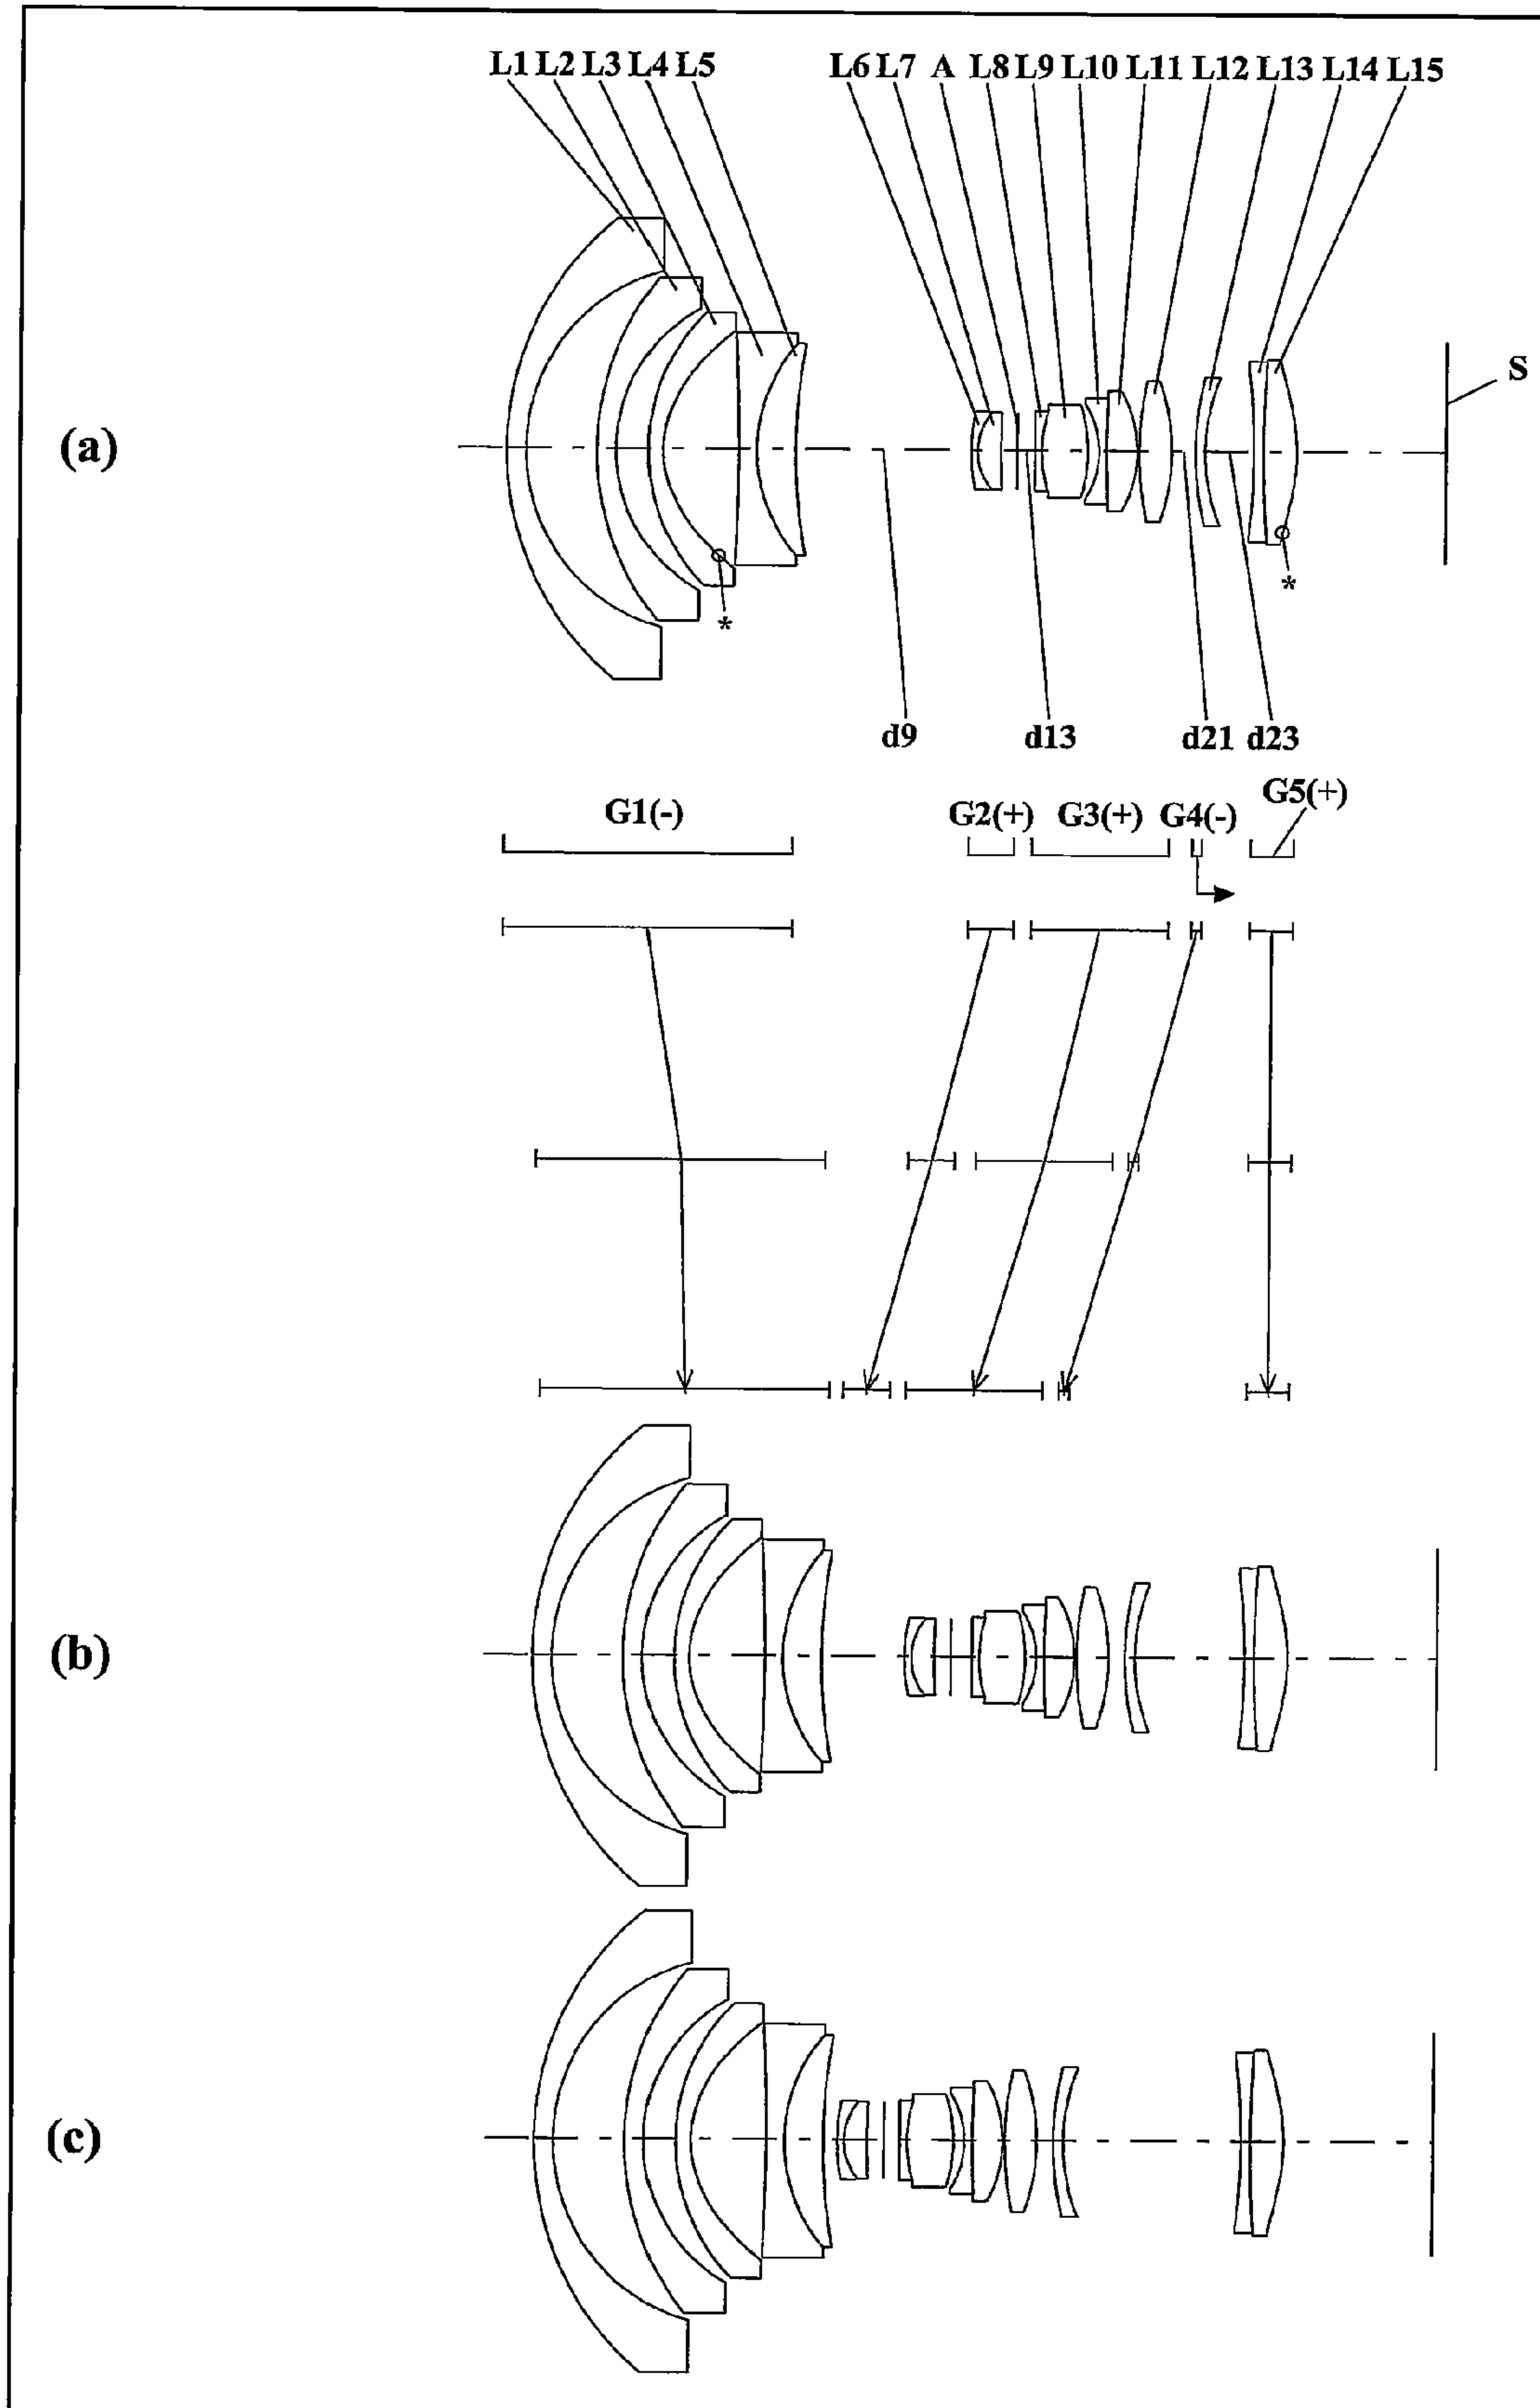 L1 L2 L3 L4 L5 L6 L7 A L8 L9 L10 L11 L12 L13 L14 L15
S
(a)
*
*
d9 d13 d21 d23
G1(-) G2(+) G3(+) G4(-) G5(+)
(b)
(c)